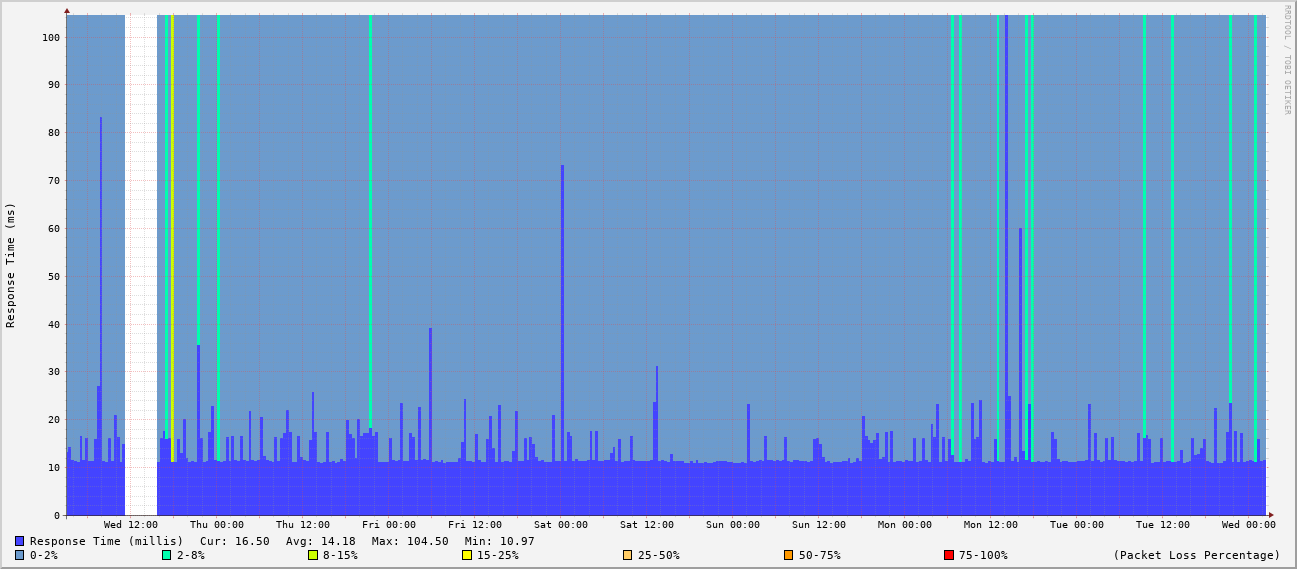 RRDTOOL / TOBI OETIKER
Response Time (ms)
100
90
80
70
60
50
40
30
20
10
0
Wed 12:00 Thu 00:00 Thu 12:00 Fri 00:00 Fri 12:00 Sat 00:00 Sat 12:00 Sun 00:00 Sun 12:00 Mon 00:00 Mon 12:00 Tue 00:00 Tue 12:00 Wed 00:00
Response Time (millis) Cur: 16.50 Avg: 14.18 Max: 104.50 Min: 10.97
0-2% 2-8% 8-15% 15-25% 25-50% 50-75% 75-100% (Packet Loss Percentage)